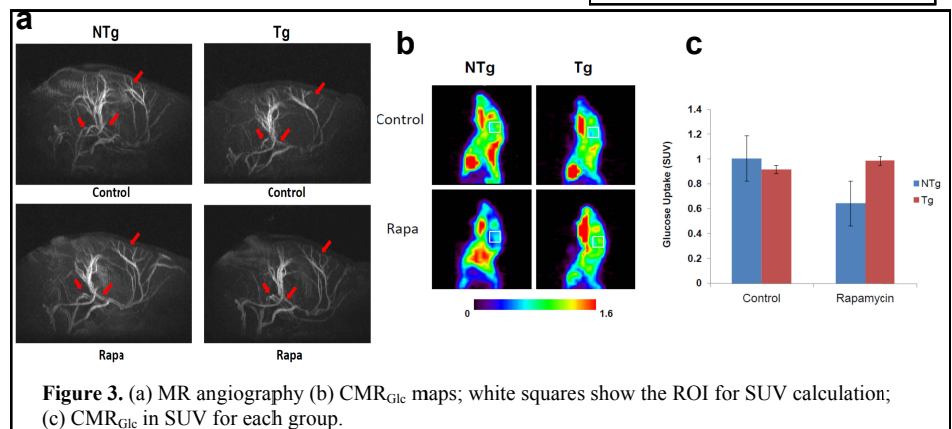 a
NTg Tg
Control Control
Rapa Rapa
b
NTg Tg
Control
Rapa
0 1.6
c
Glucose Uptake (SUV)
1.4
1.2
1
0.8
0.6
0.4
0.2
0
Control Rapamycin
NTg
Tg
Figure 3. (a) MR angiography (b) CMRGlc maps; white squares show the ROI for SUV calculation;
(c) CMRGlc in SUV for each group.